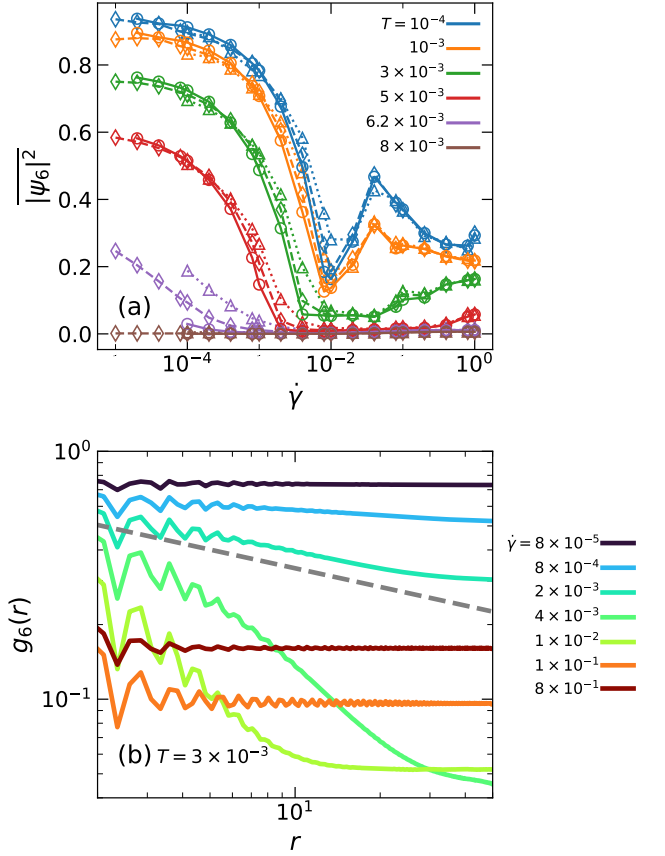 T = 10⁻⁴
10⁻³
3 × 10⁻³
5 × 10⁻³
6.2 × 10⁻³
8 × 10⁻³
0.8
0.6
0.4
0.2
0.0
|ψ₆|²
(a)
10⁻⁴
10⁻²
10⁰
γ̇
10⁰
10⁻¹
g₆(r)
γ̇ = 8 × 10⁻⁵
8 × 10⁻⁴
2 × 10⁻³
4 × 10⁻³
1 × 10⁻²
1 × 10⁻¹
8 × 10⁻¹
(b) T = 3 × 10⁻³
10¹
r